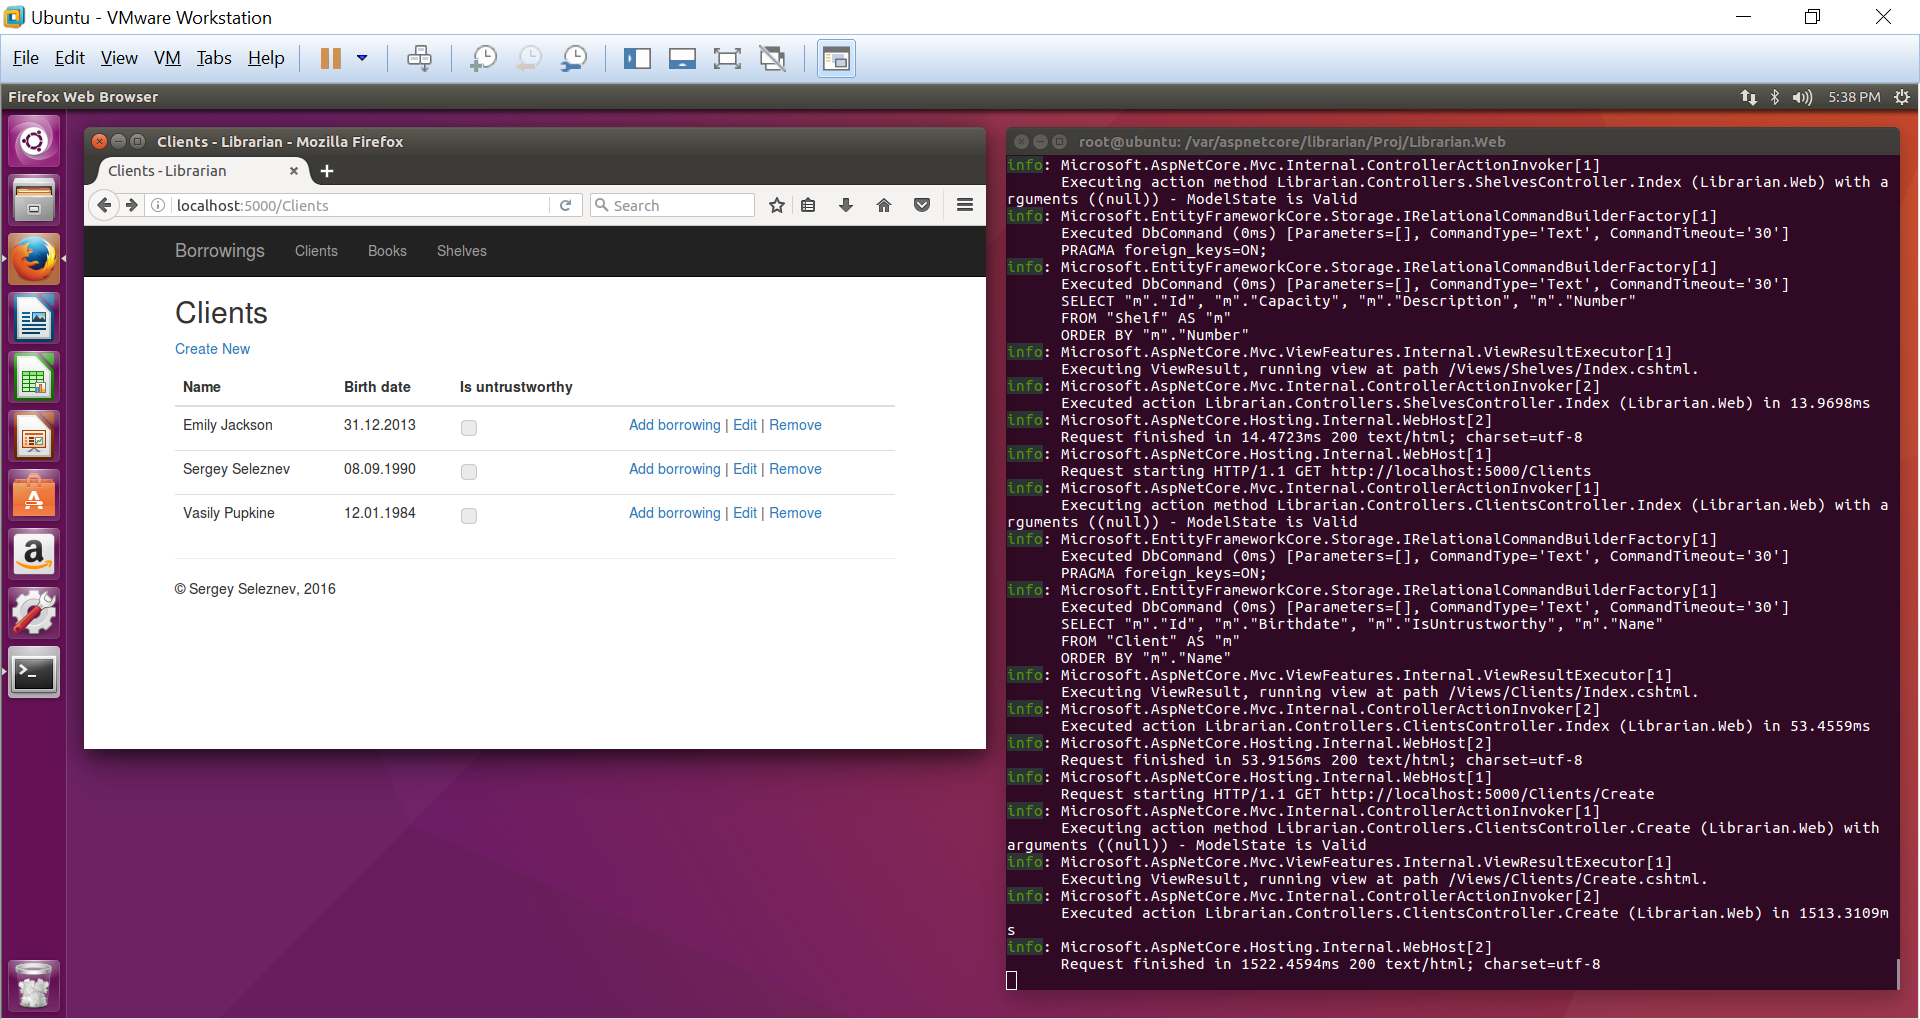 Ubuntu - VMware Workstation
File Edit View VM Tabs Help
Firefox Web Browser
5:38 PM
Clients - Librarian - Mozilla Firefox
Clients - Librarian
localhost:5000/Clients
Search
Borrowings Clients Books Shelves
Clients
Create New
Name Birth date Is untrustworthy
Emily Jackson 31.12.2013 Add borrowing | Edit | Remove
Sergey Seleznev 08.09.1990 Add borrowing | Edit | Remove
Vasily Pupkine 12.01.1984 Add borrowing | Edit | Remove
© Sergey Seleznev, 2016
root@ubuntu: /var/aspnetcore/librarian/Proj/Librarian.Web
info: Microsoft.AspNetCore.Mvc.Internal.ControllerActionInvoker[1]
Executing action method Librarian.Controllers.ShelvesController.Index (Librarian.Web) with a
rguments ((null)) - ModelState is Valid
info: Microsoft.EntityFrameworkCore.Storage.IRelationalCommandBuilderFactory[1]
Executed DbCommand (0ms) [Parameters=[], CommandType='Text', CommandTimeout='30']
PRAGMA foreign_keys=ON;
info: Microsoft.EntityFrameworkCore.Storage.IRelationalCommandBuilderFactory[1]
Executed DbCommand (0ms) [Parameters=[], CommandType='Text', CommandTimeout='30']
SELECT "m"."Id", "m"."Capacity", "m"."Description", "m"."Number"
FROM "Shelf" AS "m"
ORDER BY "m"."Number"
info: Microsoft.AspNetCore.Mvc.ViewFeatures.Internal.ViewResultExecutor[1]
Executing ViewResult, running view at path /Views/Shelves/Index.cshtml.
info: Microsoft.AspNetCore.Mvc.Internal.ControllerActionInvoker[2]
Executed action Librarian.Controllers.ShelvesController.Index (Librarian.Web) in 13.9698ms
info: Microsoft.AspNetCore.Hosting.Internal.WebHost[2]
Request finished in 14.4723ms 200 text/html; charset=utf-8
info: Microsoft.AspNetCore.Hosting.Internal.WebHost[1]
Request starting HTTP/1.1 GET http://localhost:5000/Clients
info: Microsoft.AspNetCore.Mvc.Internal.ControllerActionInvoker[1]
Executing action method Librarian.Controllers.ClientsController.Index (Librarian.Web) with a
rguments ((null)) - ModelState is Valid
info: Microsoft.EntityFrameworkCore.Storage.IRelationalCommandBuilderFactory[1]
Executed DbCommand (0ms) [Parameters=[], CommandType='Text', CommandTimeout='30']
PRAGMA foreign_keys=ON;
info: Microsoft.EntityFrameworkCore.Storage.IRelationalCommandBuilderFactory[1]
Executed DbCommand (0ms) [Parameters=[], CommandType='Text', CommandTimeout='30']
SELECT "m"."Id", "m"."Birthdate", "m"."IsUntrustworthy", "m"."Name"
FROM "Client" AS "m"
ORDER BY "m"."Name"
info: Microsoft.AspNetCore.Mvc.ViewFeatures.Internal.ViewResultExecutor[1]
Executing ViewResult, running view at path /Views/Clients/Index.cshtml.
info: Microsoft.AspNetCore.Mvc.Internal.ControllerActionInvoker[2]
Executed action Librarian.Controllers.ClientsController.Index (Librarian.Web) in 53.4559ms
info: Microsoft.AspNetCore.Hosting.Internal.WebHost[2]
Request finished in 53.9156ms 200 text/html; charset=utf-8
info: Microsoft.AspNetCore.Hosting.Internal.WebHost[1]
Request starting HTTP/1.1 GET http://localhost:5000/Clients/Create
info: Microsoft.AspNetCore.Mvc.Internal.ControllerActionInvoker[1]
Executing action method Librarian.Controllers.ClientsController.Create (Librarian.Web) with
arguments ((null)) - ModelState is Valid
info: Microsoft.AspNetCore.Mvc.ViewFeatures.Internal.ViewResultExecutor[1]
Executing ViewResult, running view at path /Views/Clients/Create.cshtml.
info: Microsoft.AspNetCore.Mvc.Internal.ControllerActionInvoker[2]
Executed action Librarian.Controllers.ClientsController.Create (Librarian.Web) in 1513.3109m
s
info: Microsoft.AspNetCore.Hosting.Internal.WebHost[2]
Request finished in 1522.4594ms 200 text/html; charset=utf-8